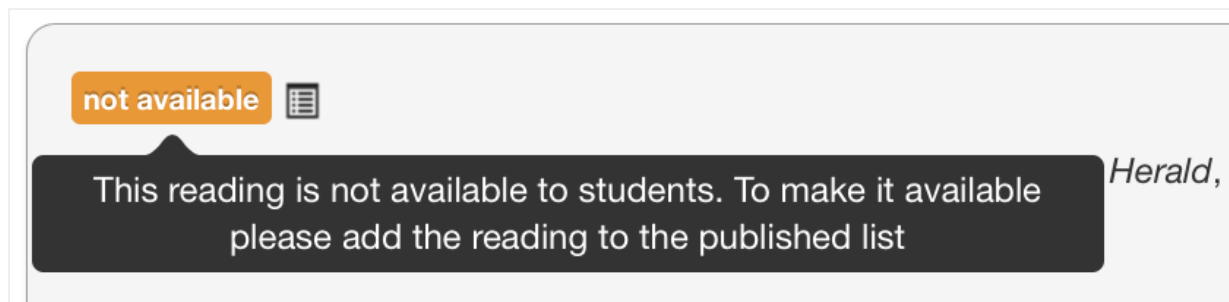 not available
Herald,
This reading is not available to students. To make it available
please add the reading to the published list